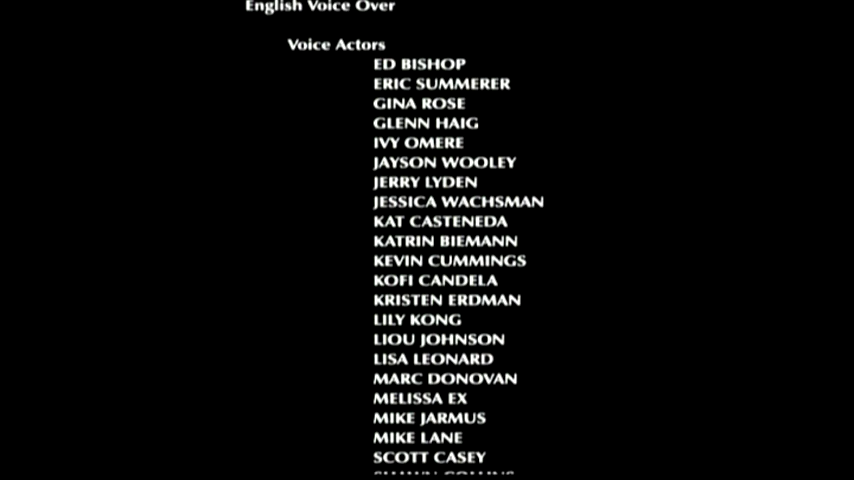 English Voice Over
Voice Actors
ED BISHOP
ERIC SUMMERER
GINA ROSE
GLENN HAIG
IVY OMERE
JAYSON WOOLEY
JERRY LYDEN
JESSICA WACHSMAN
KAT CASTENEDA
KATRIN BIEMANN
KEVIN CUMMINGS
KOFI CANDELA
KRISTEN ERDMAN
LILY KONG
LIOU JOHNSON
LISA LEONARD
MARC DONOVAN
MELISSA EX
MIKE JARMUS
MIKE LANE
SCOTT CASEY